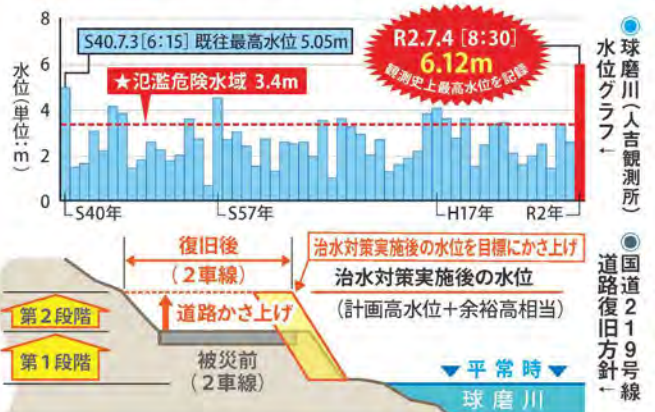 球磨川（人吉観測所）
水位グラフ←
水位（単位：m）
8
6
4
2
0
S40.7.3［6：15］ 既往最高水位 5.05m
R2.7.4［8：30］
6.12m
観測史上最高水位を記録
★氾濫危険水域 3.4m
S40年
S57年
H17年
R2年
国道219号線
道路復旧方針←
復旧後
（2車線）
治水対策実施後の水位を目標にかさ上げ
治水対策実施後の水位
（計画高水位＋余裕高相当）
道路かさ上げ
第2段階
第1段階
被災前
（2車線）
▼平常時▼
球磨川